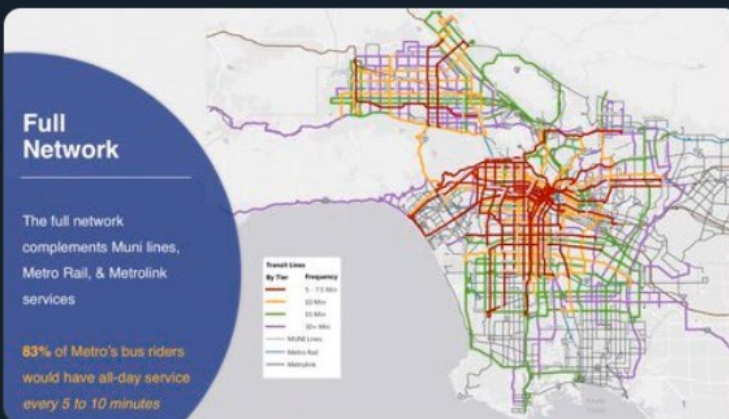 Full
Network
The full network
complements Muni lines,
Metro Rail, & Metrolink
services
83% of Metro's bus riders
would have all-day service
every 5 to 10 minutes
Transit Lines
By Tier Frequency
5 - 7.5 Min
10 Min
15 Min
30+ Min
MUNI Lines
Metro Rail
Metrolink